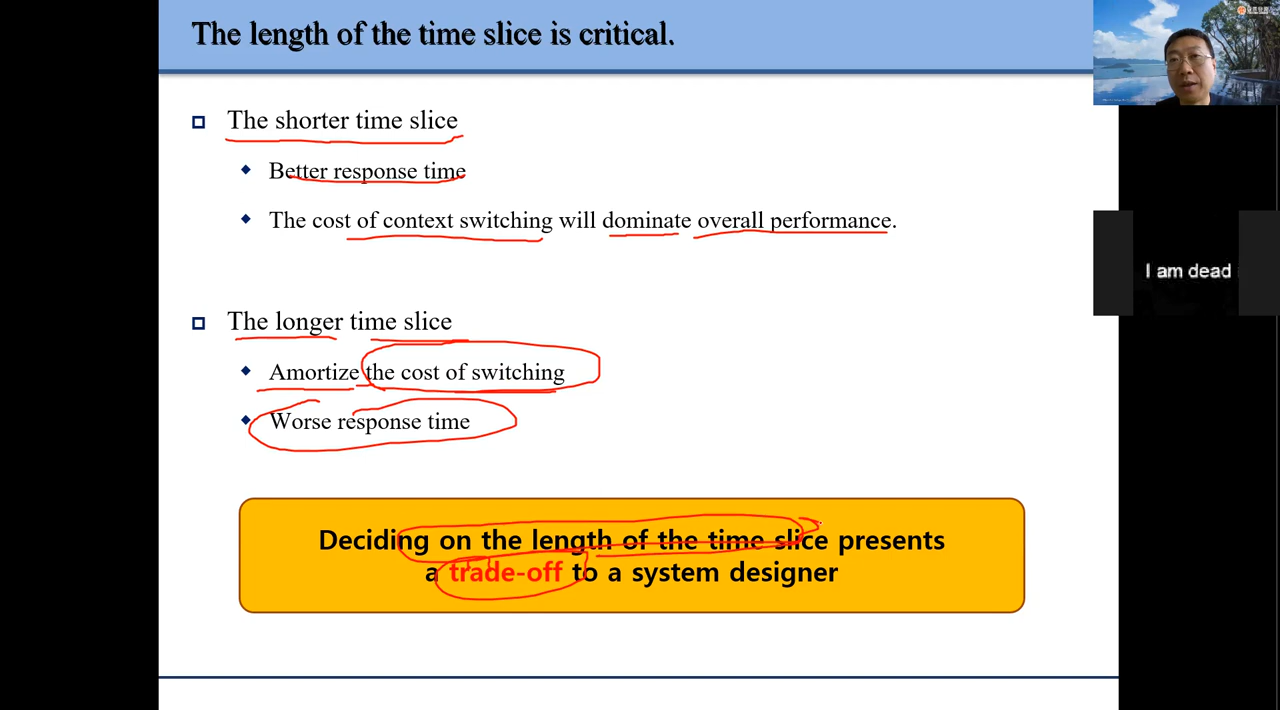 The length of the time slice is critical.
The shorter time slice
Better response time
The cost of context switching will dominate overall performance.
The longer time slice
Amortize the cost of switching
Worse response time
Deciding on the length of the time slice presents
a trade-off to a system designer
I am dead